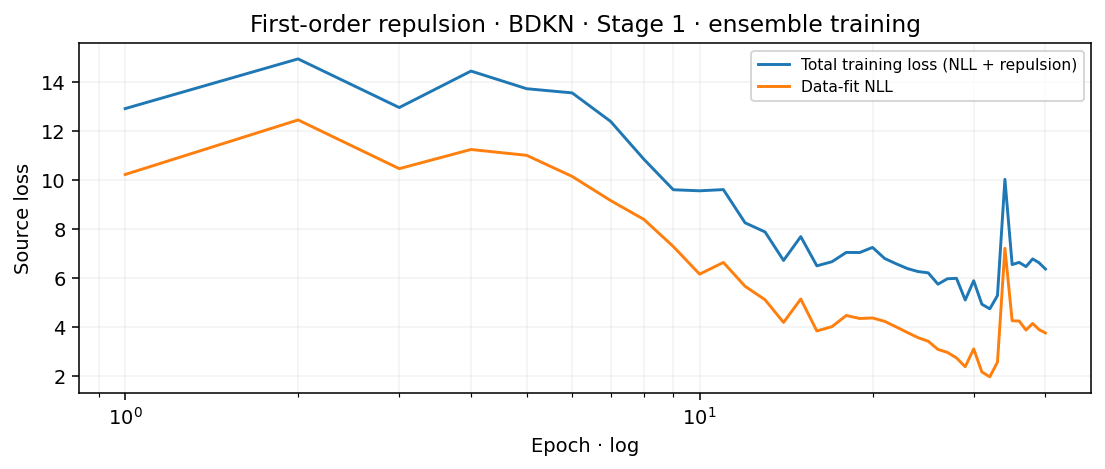 First-order repulsion · BDKN · Stage 1 · ensemble training
Total training loss (NLL + repulsion)
Data-fit NLL
Source loss
14
12
10
8
6
4
2
10⁰
10¹
Epoch · log